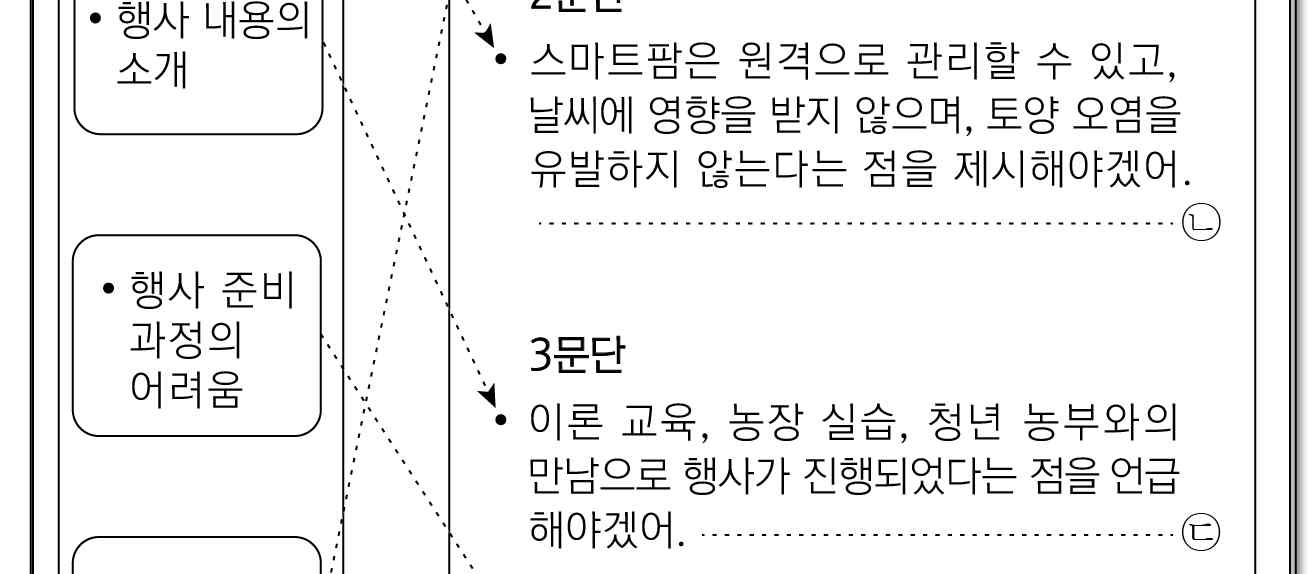 • 행사 내용의
소개
• 행사 준비
과정의
어려움
2문단
• 스마트팜은 원격으로 관리할 수 있고,
날씨에 영향을 받지 않으며, 토양 오염을
유발하지 않는다는 점을 제시해야겠어.
㉡
3문단
• 이론 교육, 농장 실습, 청년 농부와의
만남으로 행사가 진행되었다는 점을 언급
해야겠어. ㉢